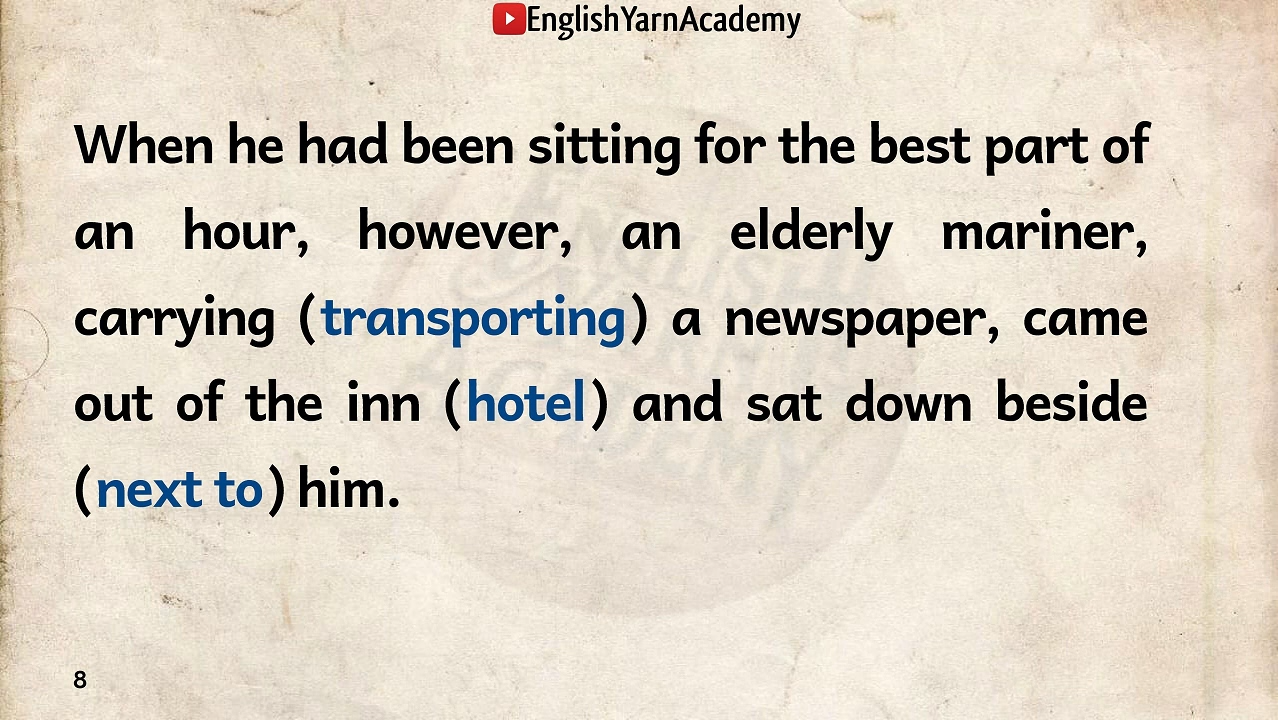 EnglishYarnAcademy
When he had been sitting for the best part of
an hour, however, an elderly mariner,
carrying (transporting) a newspaper, came
out of the inn (hotel) and sat down beside
(next to) him.
8